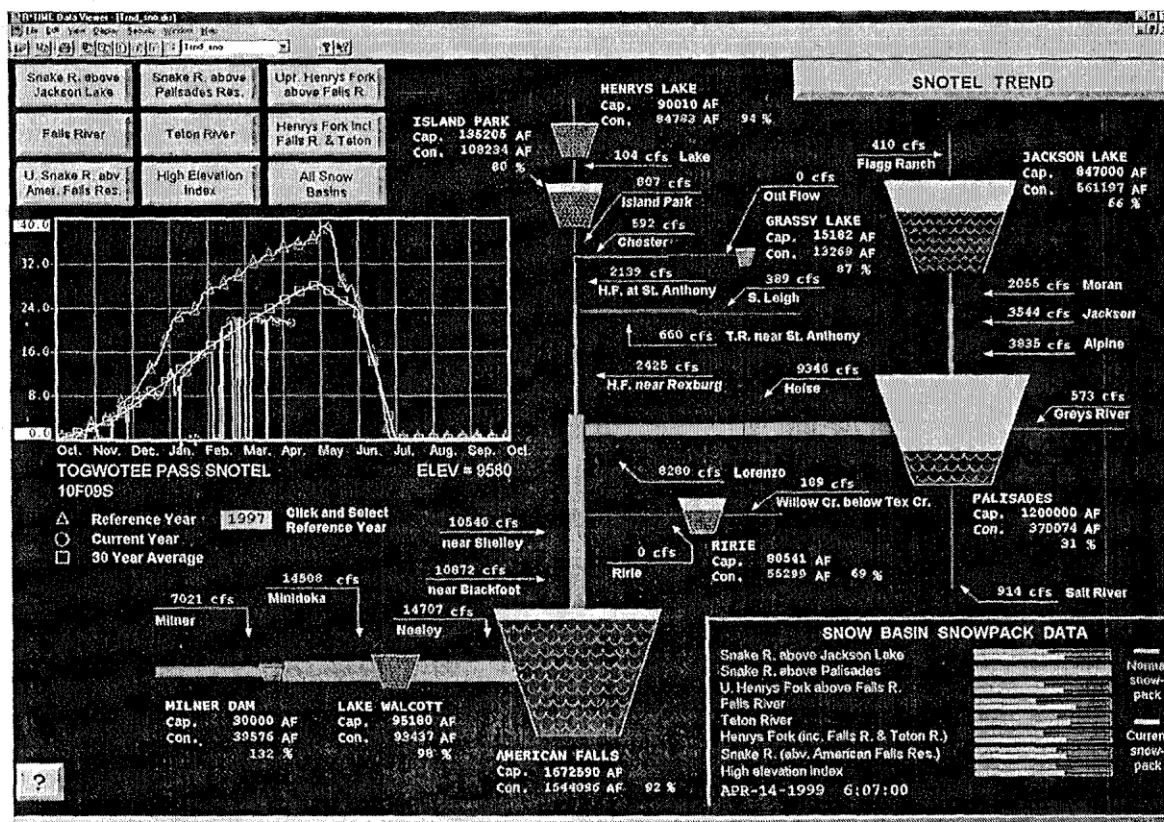 R*TIME Data Viewer - [Trnd_sno.dsl]
File Edit View Display Security Window Help
Trnd_sno
Snake R. above
Jackson Lake
Snake R. above
Palisades Res.
Upr. Henrys Fork
above Falls R.
Falls River
Teton River
Henrys Fork Incl.
Falls R. & Teton
U. Snake R. abv.
Amer. Falls Res.
High Elevation
Index
All Snow
Basins
SNOTEL TREND
HENRYS LAKE
Cap. 90010 AF
Con. 84783 AF 94 %
ISLAND PARK
Cap. 135205 AF
Con. 108234 AF
80 %
104 cfs Lake
807 cfs
Island Park
592 cfs
Chester
0 cfs
Out Flow
GRASSY LAKE
Cap. 15182 AF
Con. 13269 AF
87 %
2139 cfs
H.F. at St. Anthony
389 cfs
S. Leigh
660 cfs T.R. near St. Anthony
2425 cfs
H.F. near Rexburg
9346 cfs
Heise
410 cfs
Flagg Ranch
JACKSON LAKE
Cap. 847000 AF
Con. 561197 AF
66 %
2055 cfs Moran
3544 cfs Jackson
3835 cfs Alpine
573 cfs
Greys River
40.0
32.0
24.0
16.0
8.0
0.0
Oct. Nov. Dec. Jan. Feb. Mar. Apr. May Jun. Jul. Aug. Sep. Oct.
TOGWOTEE PASS SNOTEL ELEV = 9580
10F09S
Reference Year
Current Year
30 Year Average
1997
Click and Select
Reference Year
8280 cfs Lorenzo
189 cfs
Willow Cr. below Tex Cr.
PALISADES
Cap. 1200000 AF
Con. 370074 AF
31 %
10540 cfs
near Shelley
0 cfs
Ririe
RIRIE
Cap. 80541 AF
Con. 55299 AF 69 %
10872 cfs
near Blackfoot
914 cfs Salt River
14508 cfs
Minidoka
7021 cfs
Milner
14707 cfs
Neeley
MILNER DAM
Cap. 30000 AF
Con. 39576 AF
132 %
LAKE WALCOTT
Cap. 95180 AF
Con. 93437 AF
98 %
AMERICAN FALLS
Cap. 1672590 AF
Con. 1544096 AF 92 %
SNOW BASIN SNOWPACK DATA
Snake R. above Jackson Lake
Snake R. above Palisades
U. Henrys Fork above Falls R.
Falls River
Teton River
Henrys Fork (inc. Falls R. & Teton R.)
Snake R. (abv. American Falls Res.)
High elevation index
Normal
snow-
pack
Current
snow-
pack
APR-14-1999 6:07:00
?